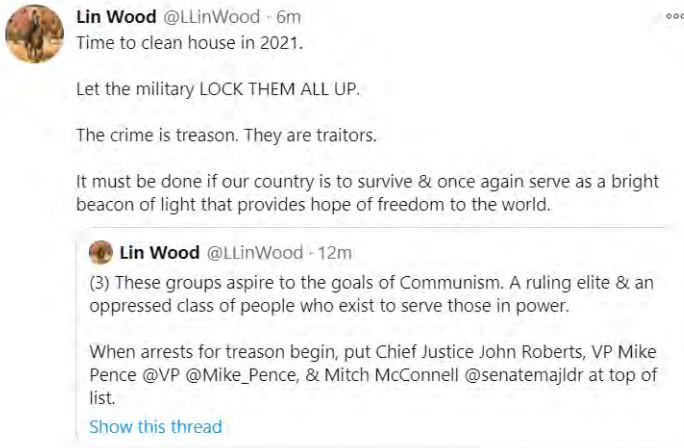 Lin Wood @LLinWood · 6m
Time to clean house in 2021.
Let the military LOCK THEM ALL UP.
The crime is treason. They are traitors.
It must be done if our country is to survive & once again serve as a bright
beacon of light that provides hope of freedom to the world.
Lin Wood @LLinWood · 12m
(3) These groups aspire to the goals of Communism. A ruling elite & an
oppressed class of people who exist to serve those in power.
When arrests for treason begin, put Chief Justice John Roberts, VP Mike
Pence @VP @Mike_Pence, & Mitch McConnell @senatemajldr at top of
list.
Show this thread